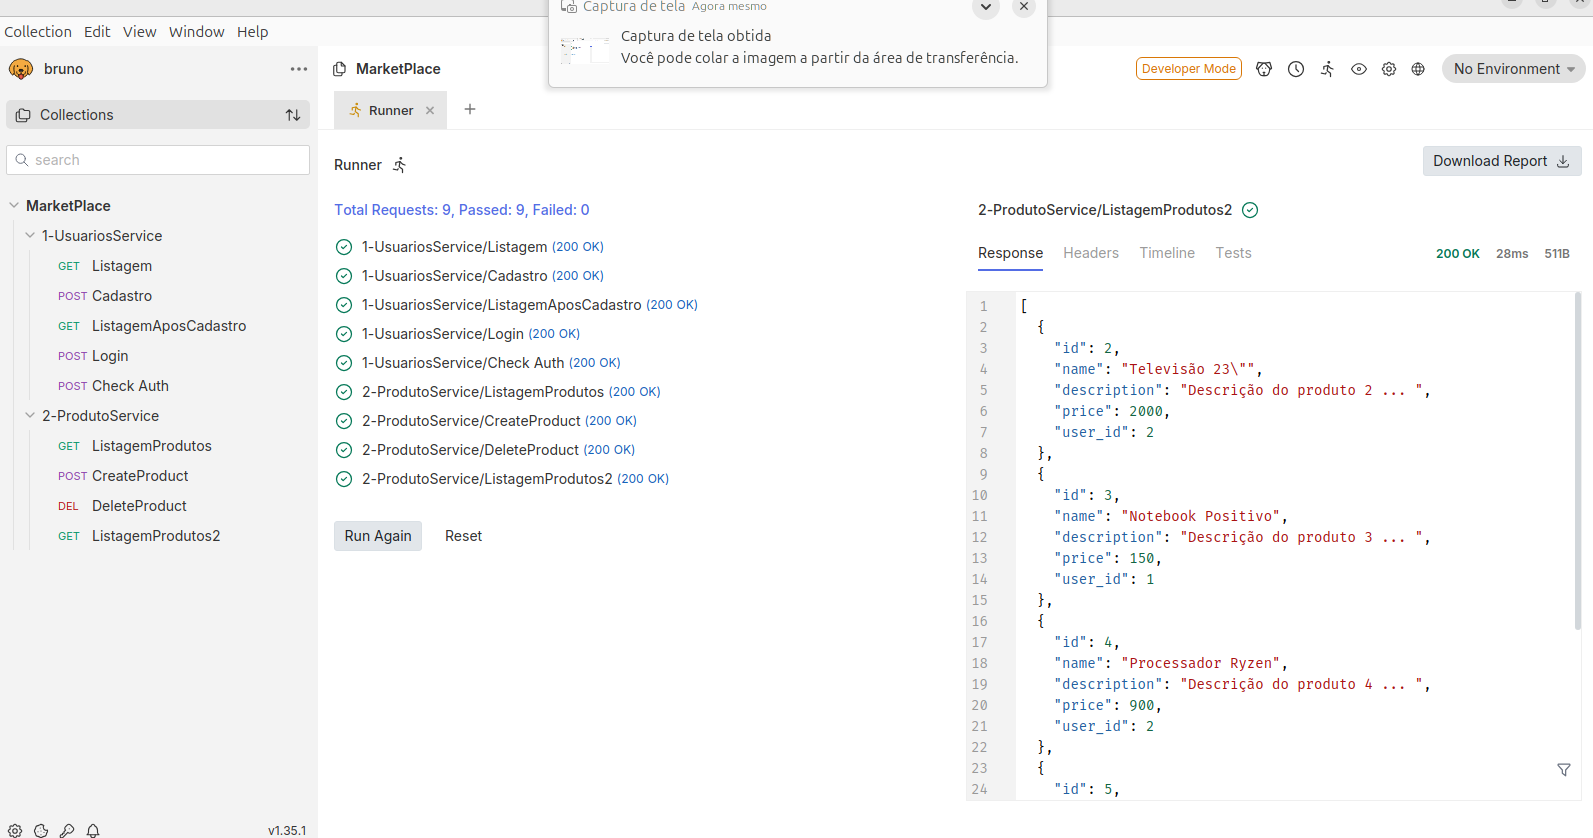 Captura de tela Agora mesmo
Captura de tela obtida
Você pode colar a imagem a partir da área de transferência.
Collection Edit View Window Help
bruno
MarketPlace
Developer Mode
No Environment
Collections
Runner
search
Runner
Download Report
MarketPlace
1-UsuariosService
GET Listagem
POST Cadastro
GET ListagemAposCadastro
POST Login
POST Check Auth
2-ProdutoService
GET ListagemProdutos
POST CreateProduct
DEL DeleteProduct
GET ListagemProdutos2
v1.35.1
Total Requests: 9, Passed: 9, Failed: 0
1-UsuariosService/Listagem (200 OK)
1-UsuariosService/Cadastro (200 OK)
1-UsuariosService/ListagemAposCadastro (200 OK)
1-UsuariosService/Login (200 OK)
1-UsuariosService/Check Auth (200 OK)
2-ProdutoService/ListagemProdutos (200 OK)
2-ProdutoService/CreateProduct (200 OK)
2-ProdutoService/DeleteProduct (200 OK)
2-ProdutoService/ListagemProdutos2 (200 OK)
Run Again Reset
2-ProdutoService/ListagemProdutos2
Response Headers Timeline Tests 200 OK 28ms 511B
1 [
2 {
3 "id": 2,
4 "name": "Televisão 23\"",
5 "description": "Descrição do produto 2 ... ",
6 "price": 2000,
7 "user_id": 2
8 },
9 {
10 "id": 3,
11 "name": "Notebook Positivo",
12 "description": "Descrição do produto 3 ... ",
13 "price": 150,
14 "user_id": 1
15 },
16 {
17 "id": 4,
18 "name": "Processador Ryzen",
19 "description": "Descrição do produto 4 ... ",
20 "price": 900,
21 "user_id": 2
22 },
23 {
24 "id": 5,